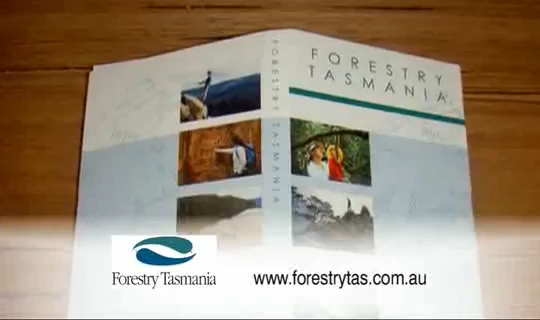 FORESTRY
TASMANIA
FORESTRY TASMANIA
Forestry Tasmania
www.forestrytas.com.au